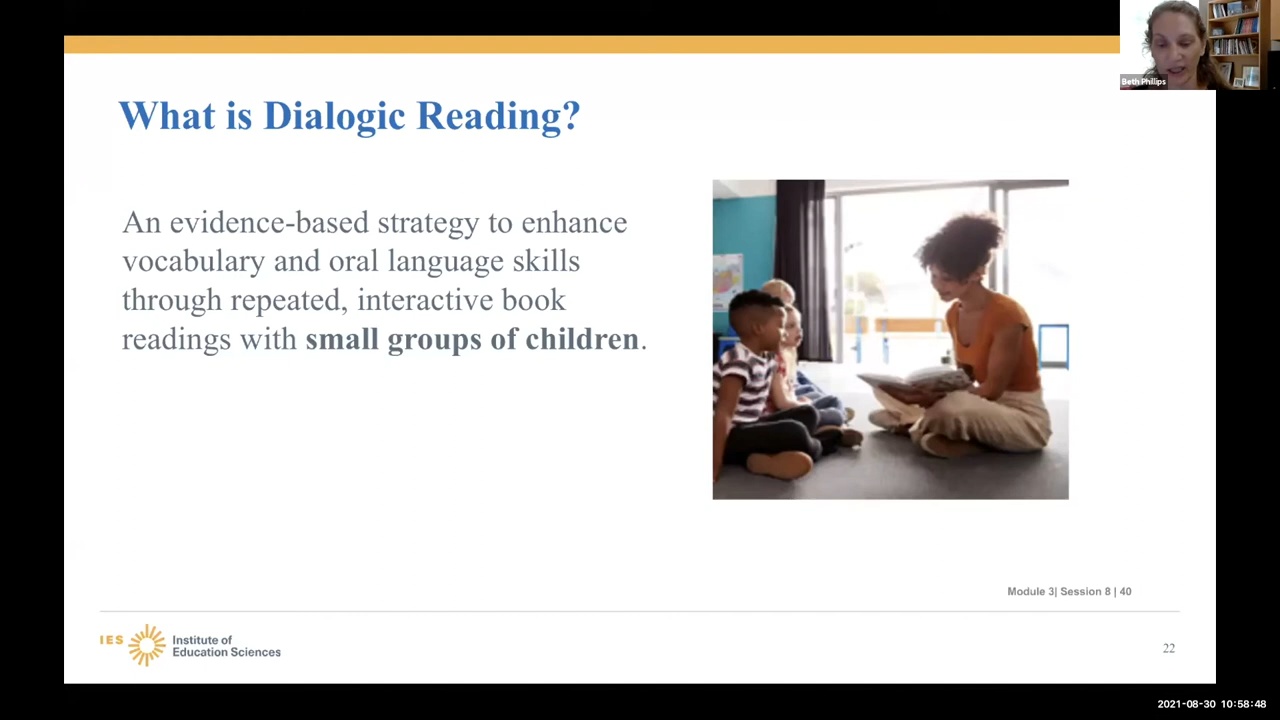 Beth Phillips
What is Dialogic Reading?
An evidence-based strategy to enhance
vocabulary and oral language skills
through repeated, interactive book
readings with small groups of children.
Module 3| Session 8 | 40
IES
Institute of
Education Sciences
22
2021-08-30 10:58:48